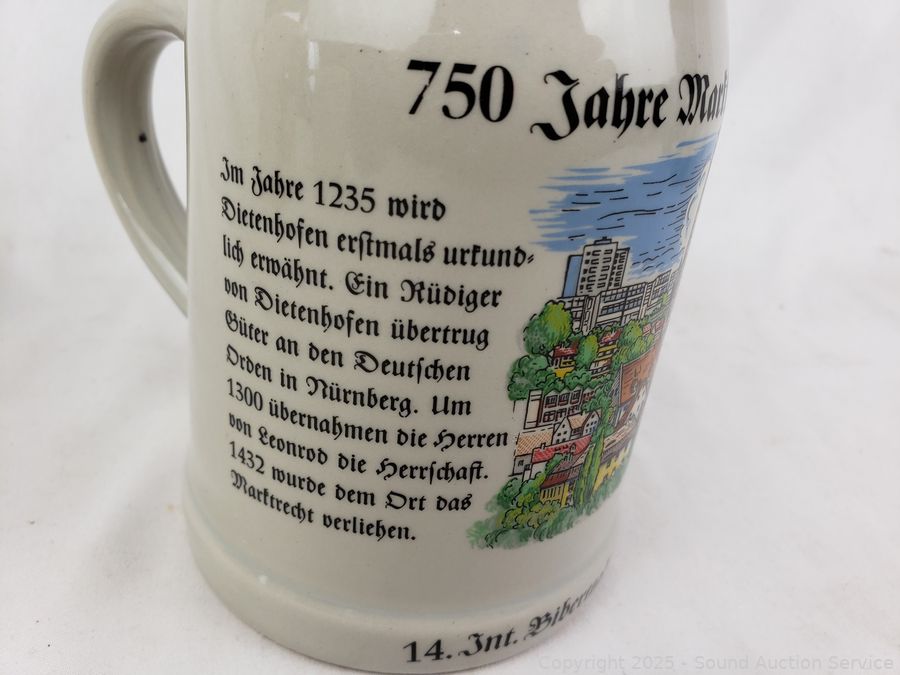 750 Jahre Mark
Im Jahre 1235 wird
Dietenhofen erstmals urkund-
lich erwähnt. Ein Rüdiger
von Dietenhofen übertrug
Güter an den Deutschen
Orden in Nürnberg. Um
1300 übernahmen die Herren
von Leonrod die Herrschaft.
1432 wurde dem Ort das
Marktrecht verliehen.
14. Int. Bibert
Copyright 2025 - Sound Auction Service